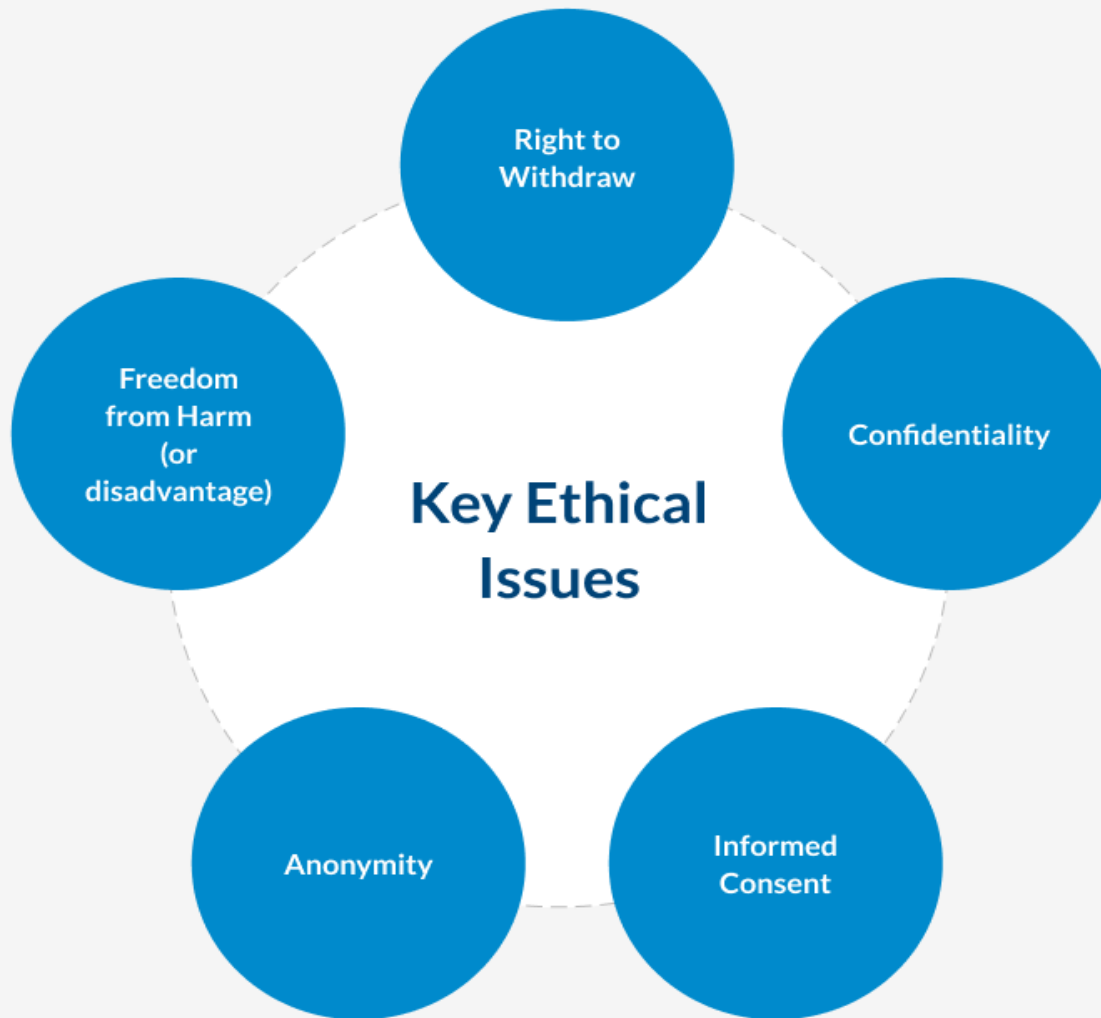 Right to
Withdraw
Freedom
from Harm
(or
disadvantage)
Confidentiality
Key Ethical
Issues
Anonymity
Informed
Consent